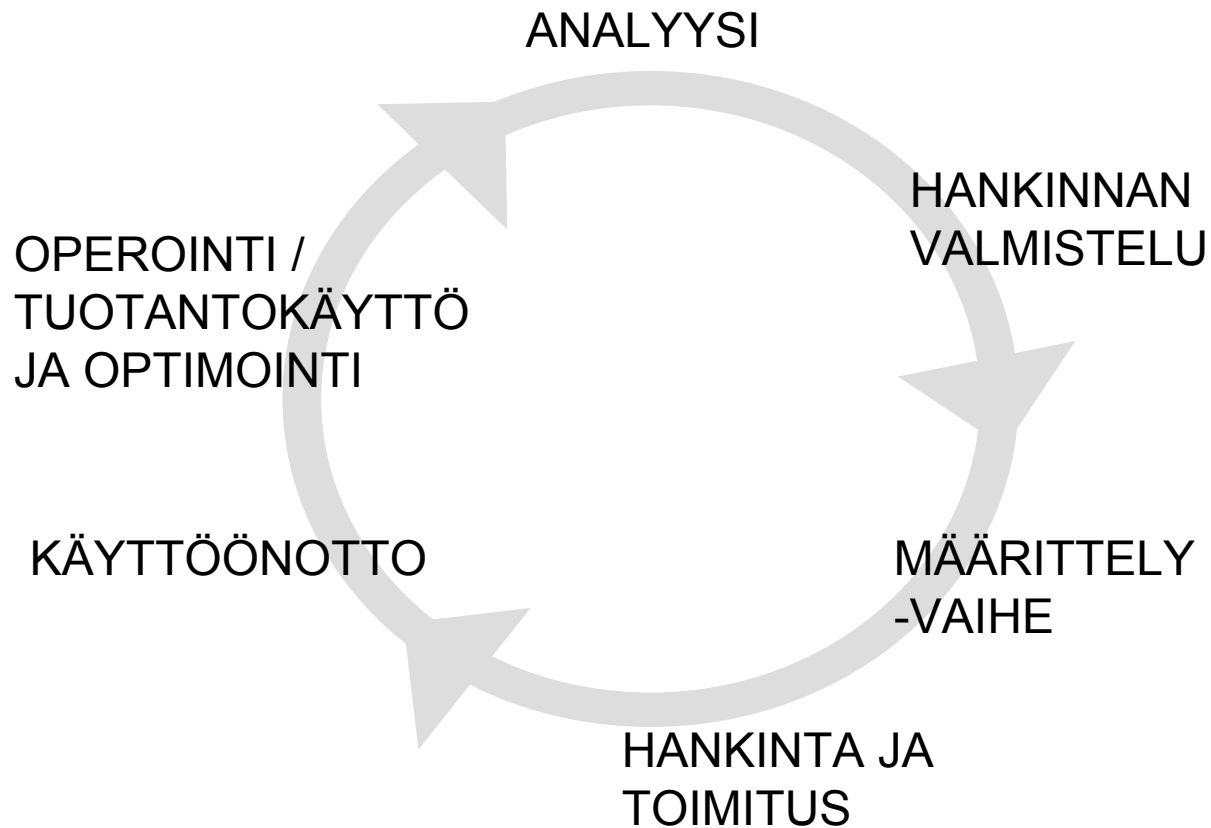 ANALYYSI
HANKINNAN
VALMISTELU
MÄÄRITTELY
-VAIHE
HANKINTA JA
TOIMITUS
KÄYTTÖÖNOTTO
OPEROINTI /
TUOTANTOKÄYTTÖ
JA OPTIMOINTI